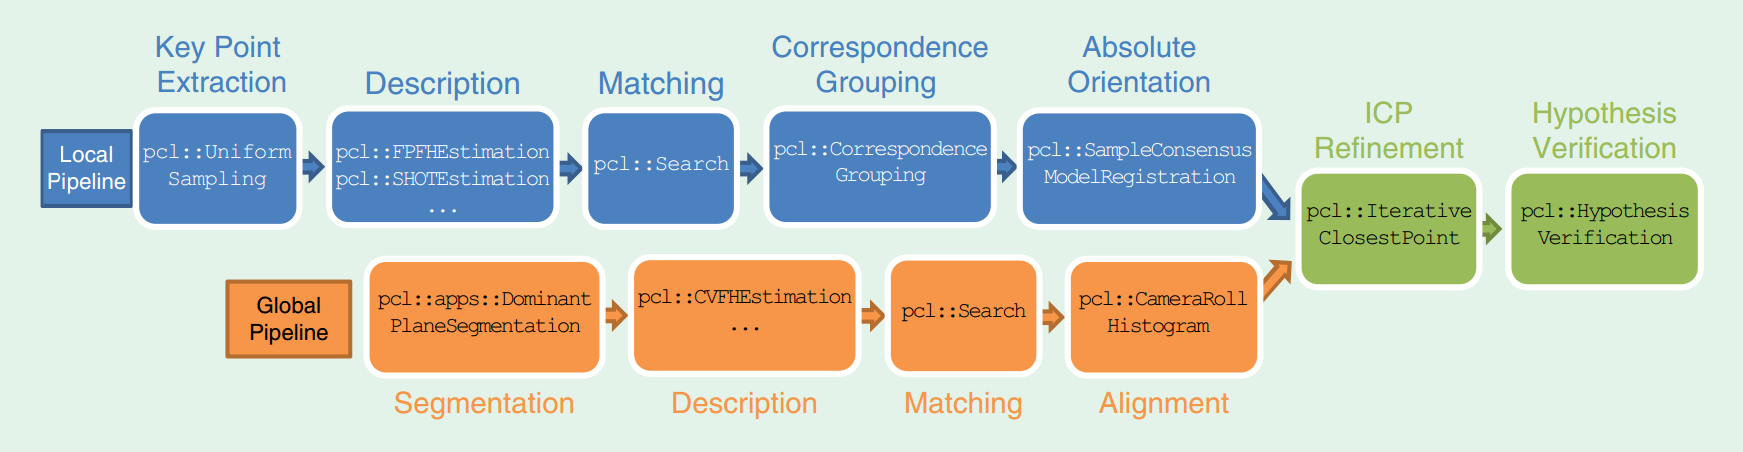 Key Point
Extraction
Description
Matching
Correspondence
Grouping
Absolute
Orientation
ICP
Refinement
Hypothesis
Verification
Local
Pipeline
pcl::Uniform
Sampling
pcl::FPFHEstimation
pcl::SHOTEstimation
...
pcl::Search
pcl::Correspondence
Grouping
pcl::SampleConsensus
ModelRegistration
pcl::Iterative
ClosestPoint
pcl::Hypothesis
Verification
Global
Pipeline
pcl::apps::Dominant
PlaneSegmentation
pcl::CVFHEstimation
...
pcl::Search
pcl::CameraRoll
Histogram
Segmentation
Description
Matching
Alignment